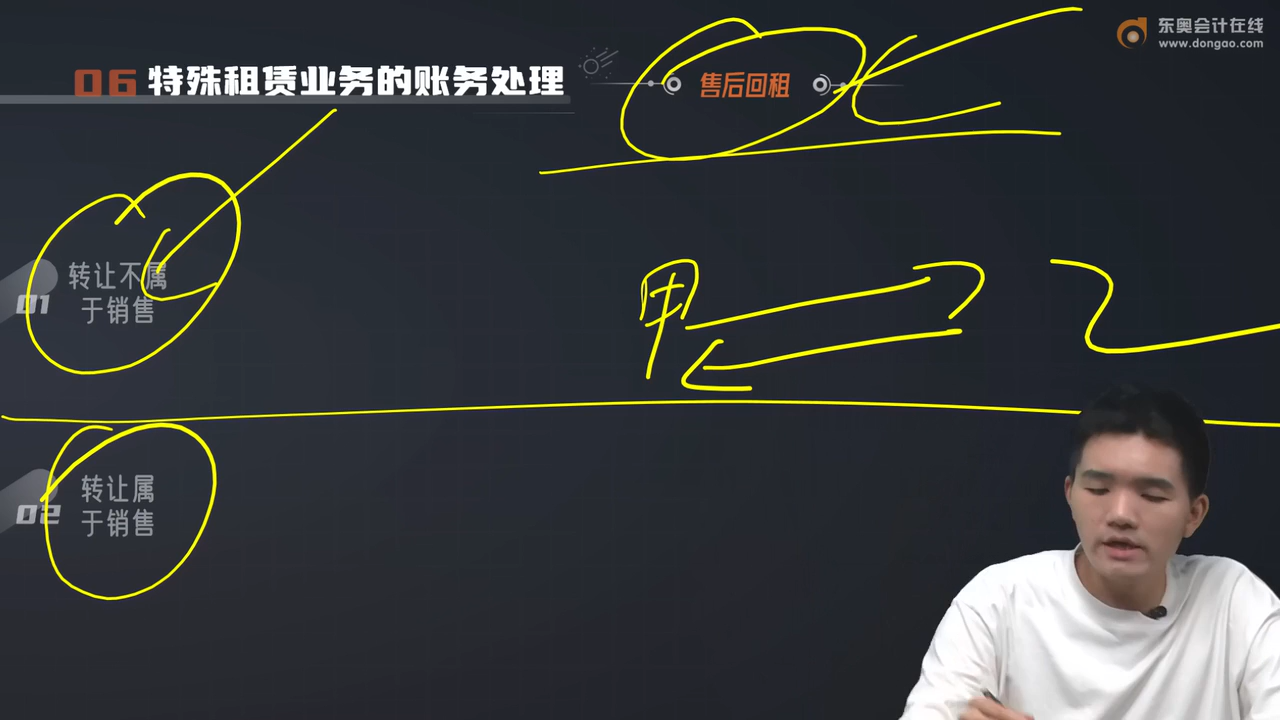 东奥会计在线
www.dongao.com
06 特殊租赁业务的账务处理
售后回租
01
转让不属
于销售
甲
乙
02
转让属
于销售